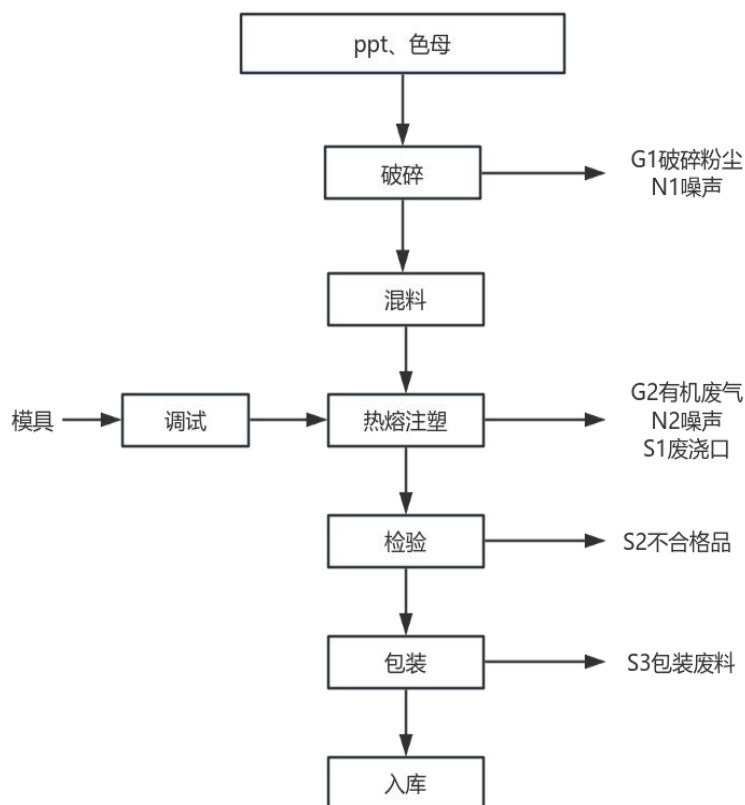 ppt、色母
破碎
G1破碎粉尘
N1噪声
混料
模具
调试
热熔注塑
G2有机废气
N2噪声
S1废浇口
检验
S2不合格品
包装
S3包装废料
入库